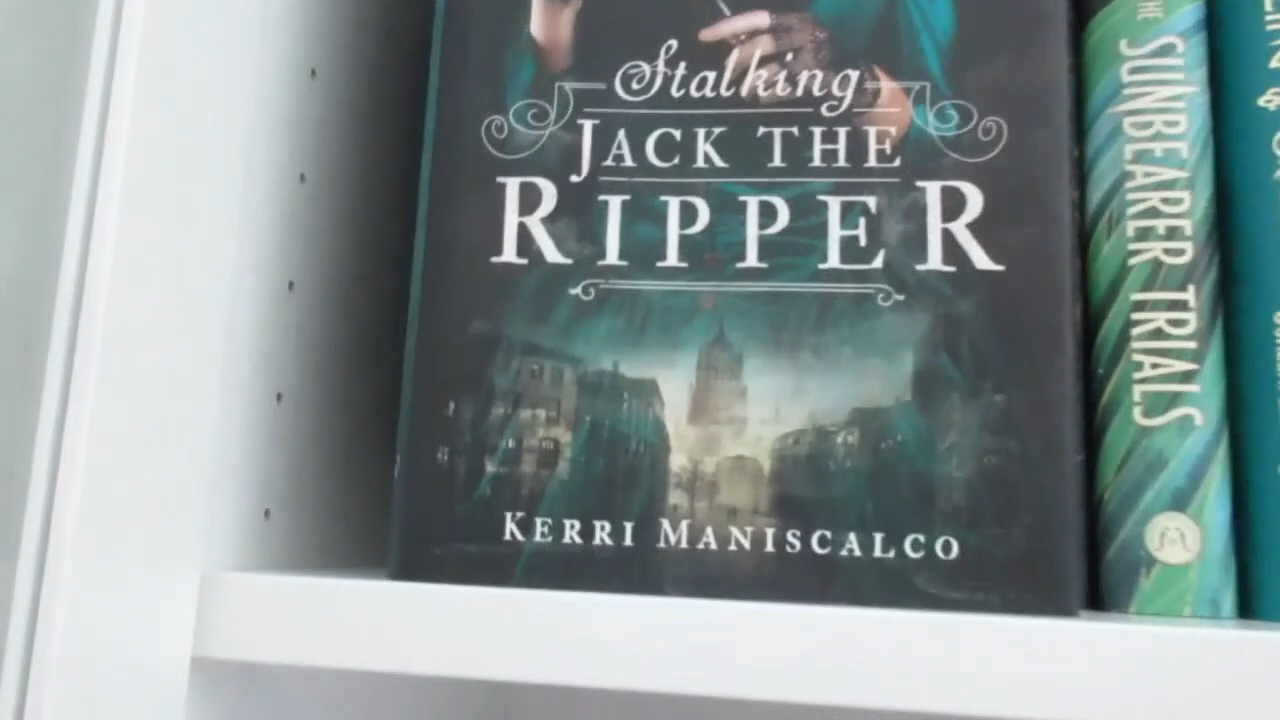 Stalking
JACK THE
RIPPER
KERRI MANISCALCO
THE SUNBEARER TRIALS